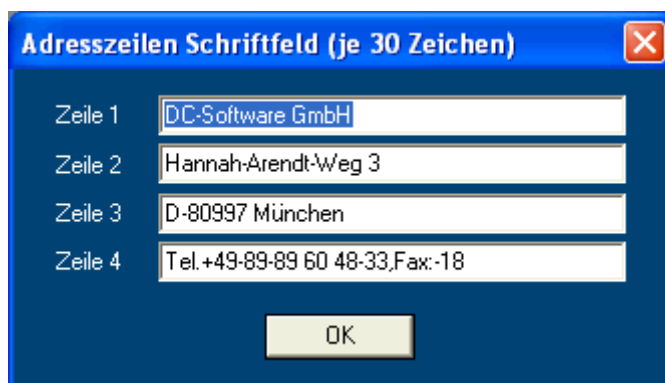 Adresszeilen Schriftfeld (je 30 Zeichen)
Zeile 1 DC-Software GmbH
Zeile 2 Hannah-Arendt-Weg 3
Zeile 3 D-80997 München
Zeile 4 Tel.+49-89-89 60 48-33,Fax:-18
OK